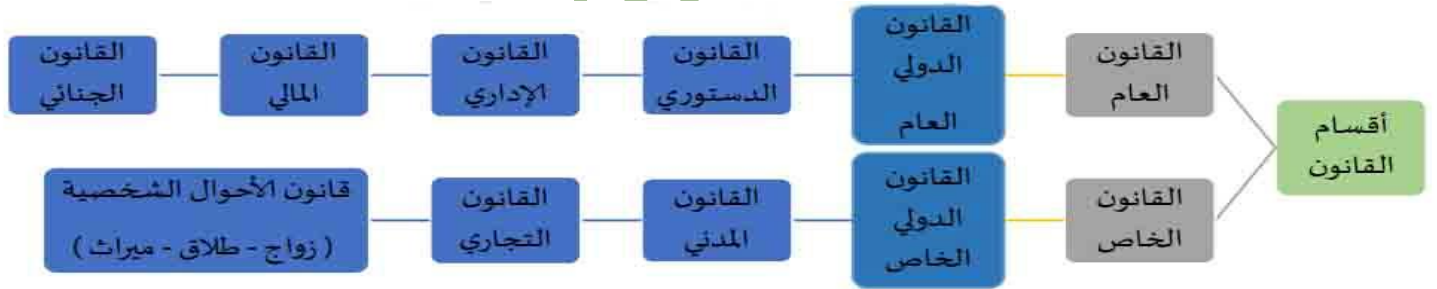 أقسام
القانون
القانون
العام
القانون
الدولي
العام
القانون
الدستوري
القانون
الإداري
القانون
المالي
القانون
الجنائي
القانون
الخاص
القانون
الدولي
الخاص
القانون
المدني
القانون
التجاري
قانون الأحوال الشخصية
( زواج - طلاق - ميراث )